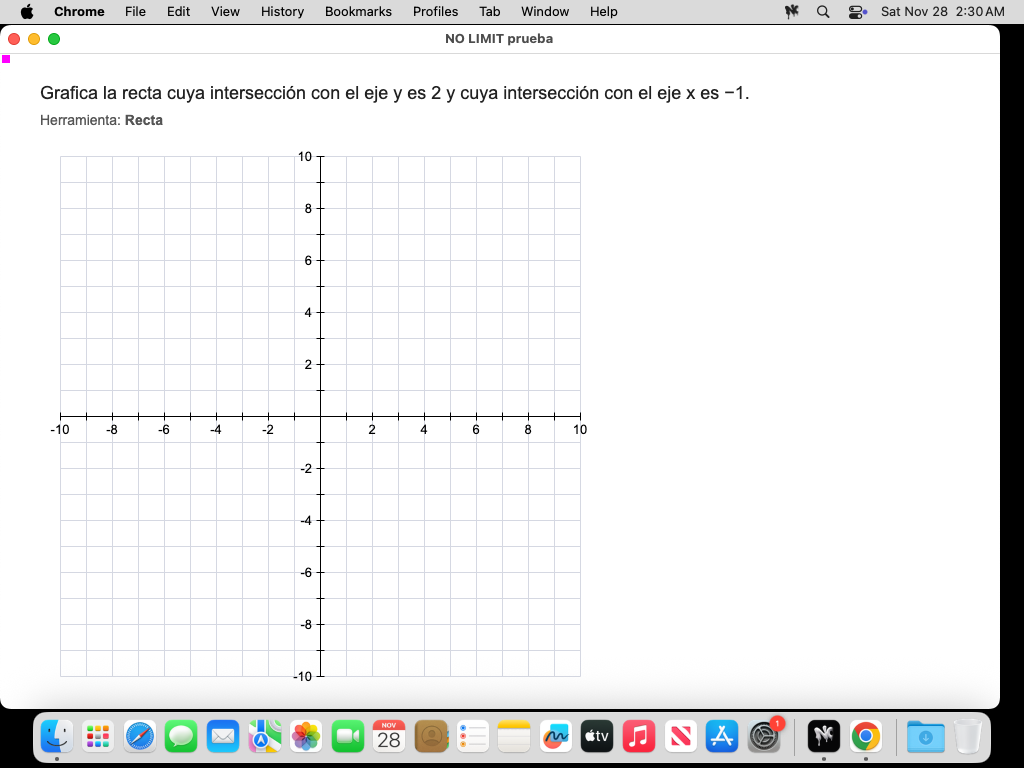 Chrome File Edit View History Bookmarks Profiles Tab Window Help Sat Nov 28 2:30 AM
NO LIMIT prueba
Grafica la recta cuya intersección con el eje y es 2 y cuya intersección con el eje x es −1.
Herramienta: Recta
10
8
6
4
2
-10 -8 -6 -4 -2 2 4 6 8 10
-2
-4
-6
-8
-10
NOV
28
tv
1